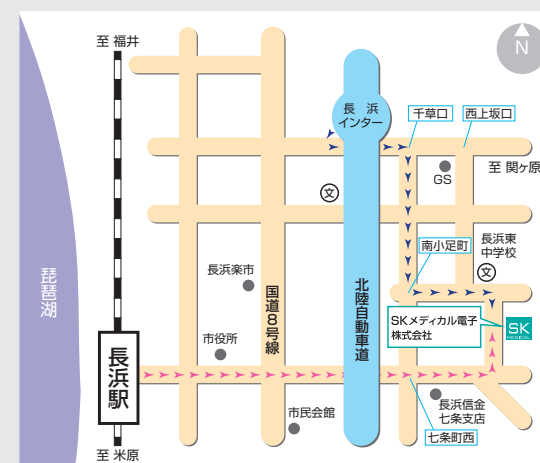 至 福井
N
長 浜
インター
千草口
西上坂口
至 関ヶ原
GS
文
南小足町
長浜東
中学校
文
琵琶湖
長浜楽市
国道8号線
北陸自動車道
SKメディカル電子
株式会社
SK
MEDICAL
市役所
長浜駅
長浜信金
七条支店
市民会館
七条町西
至 米原